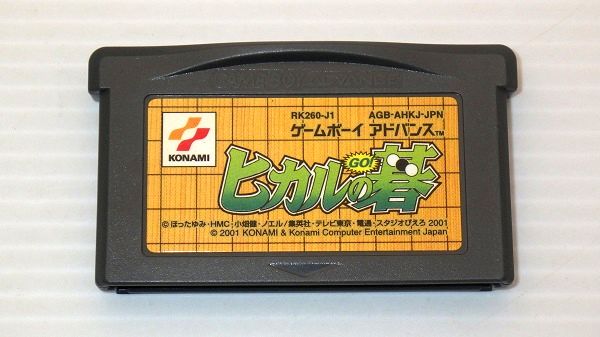 GAME BOY ADVANCE
RK260-J1 AGB-AHKJ-JPN
ゲームボーイ アドバンス™
KONAMI
GO!
ヒカルの碁
©ほったゆみ・HMC・小畑健・ノエル/集英社・テレビ東京・電通・スタジオぴえろ 2001
© 2001 KONAMI & Konami Computer Entertainment Japan